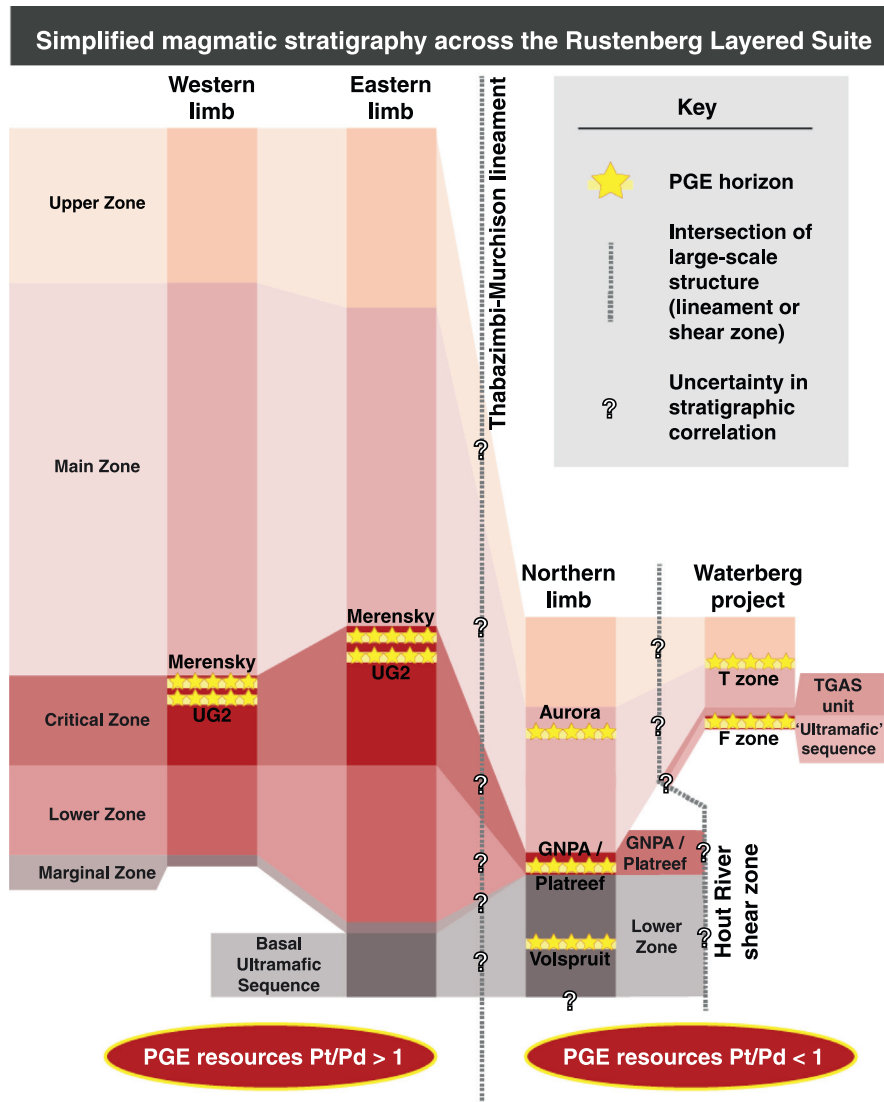 Simplified magmatic stratigraphy across the Rustenberg Layered Suite
Western
limb
Eastern
limb
Thabazimbi-Murchison lineament
Key
PGE horizon
Intersection of
large-scale
structure
(lineament or
shear zone)
?
Uncertainty in
stratigraphic
correlation
Upper Zone
Main Zone
Critical Zone
Lower Zone
Marginal Zone
Basal
Ultramafic
Sequence
Merensky
UG2
Merensky
UG2
?
?
?
?
?
?
Northern
limb
Waterberg
project
Aurora
GNPA /
Platreef
Volspruit
?
GNPA /
Platreef
Lower
Zone
?
?
?
?
?
Hout River
shear zone
T zone
F zone
TGAS
unit
'Ultramafic'
sequence
PGE resources Pt/Pd > 1
PGE resources Pt/Pd < 1